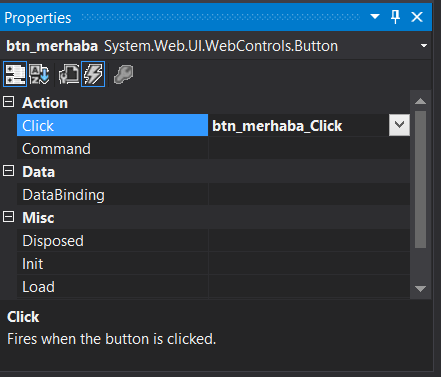 Properties
btn_merhaba System.Web.UI.WebControls.Button
Action
Click btn_merhaba_Click
Command
Data
DataBinding
Misc
Disposed
Init
Load
Click
Fires when the button is clicked.